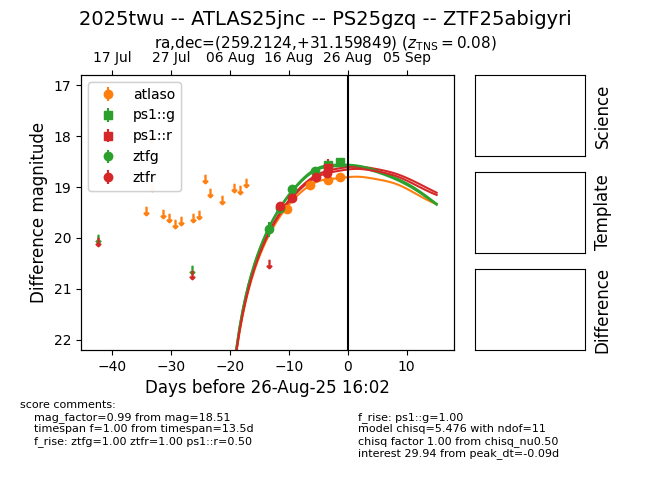 2025twu -- ATLAS25jnc -- PS25gzq -- ZTF25abigyri
ra,dec=(259.2124,+31.159849) (z_TNS = 0.08)
17 Jul 27 Jul 06 Aug 16 Aug 26 Aug 05 Sep
atlaso
ps1::g
ps1::r
ztfg
ztfr
17
18
19
20
21
22
Difference magnitude
−40 −30 −20 −10 0 10
Days before 26-Aug-25 16:02
Science
Template
Difference
score comments:
mag_factor=0.99 from mag=18.51
timespan f=1.00 from timespan=13.5d
f_rise: ztfg=1.00 ztfr=1.00 ps1::r=0.50
f_rise: ps1::g=1.00
model chisq=5.476 with ndof=11
chisq factor 1.00 from chisq_nu0.50
interest 29.94 from peak_dt=-0.09d